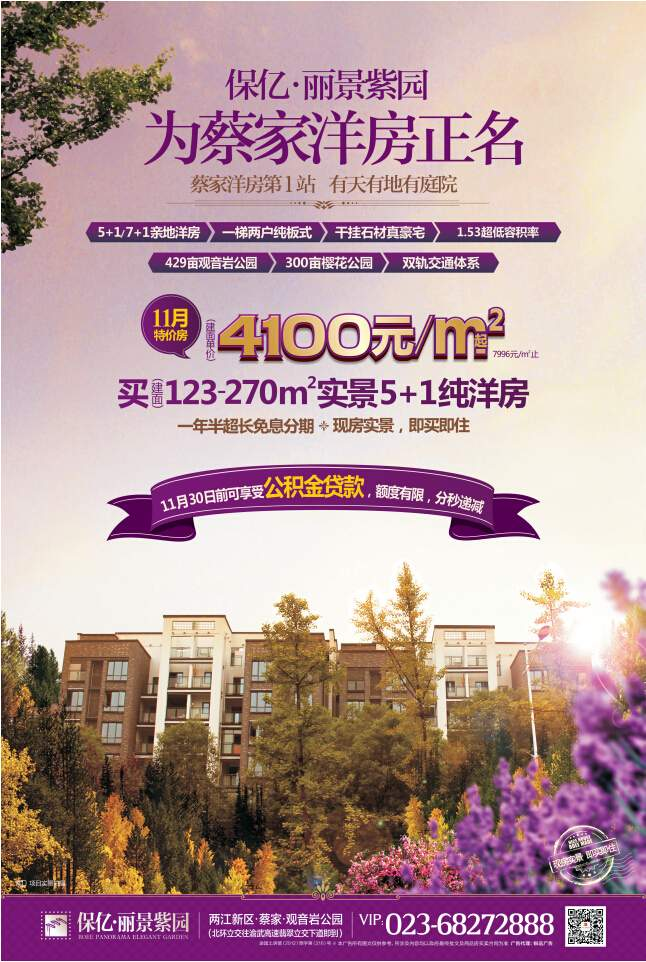 保亿·丽景紫园
为蔡家洋房正名
蔡家洋房第1站 有天有地有庭院
5+1/7+1亲地洋房 一梯两户纯板式 干挂石材真豪宅 1.53超低容积率
429亩观音岩公园 300亩樱花公园 双轨交通体系
11月
特价房
(建面单价) 4100元/m²起 7996元/㎡止
买(建面)123-270m²实景5+1纯洋房
一年半超长免息分期 现房实景，即买即住
11月30日前可享受公积金贷款，额度有限，分秒递减
现房实景 即买即住
保亿·丽景紫园
BOBE PANORAMA ELEGANT GARDEN
两江新区·蔡家·观音岩公园
(北环立交往渝武高速翡翠立交下道即到)
VIP: 023-68272888